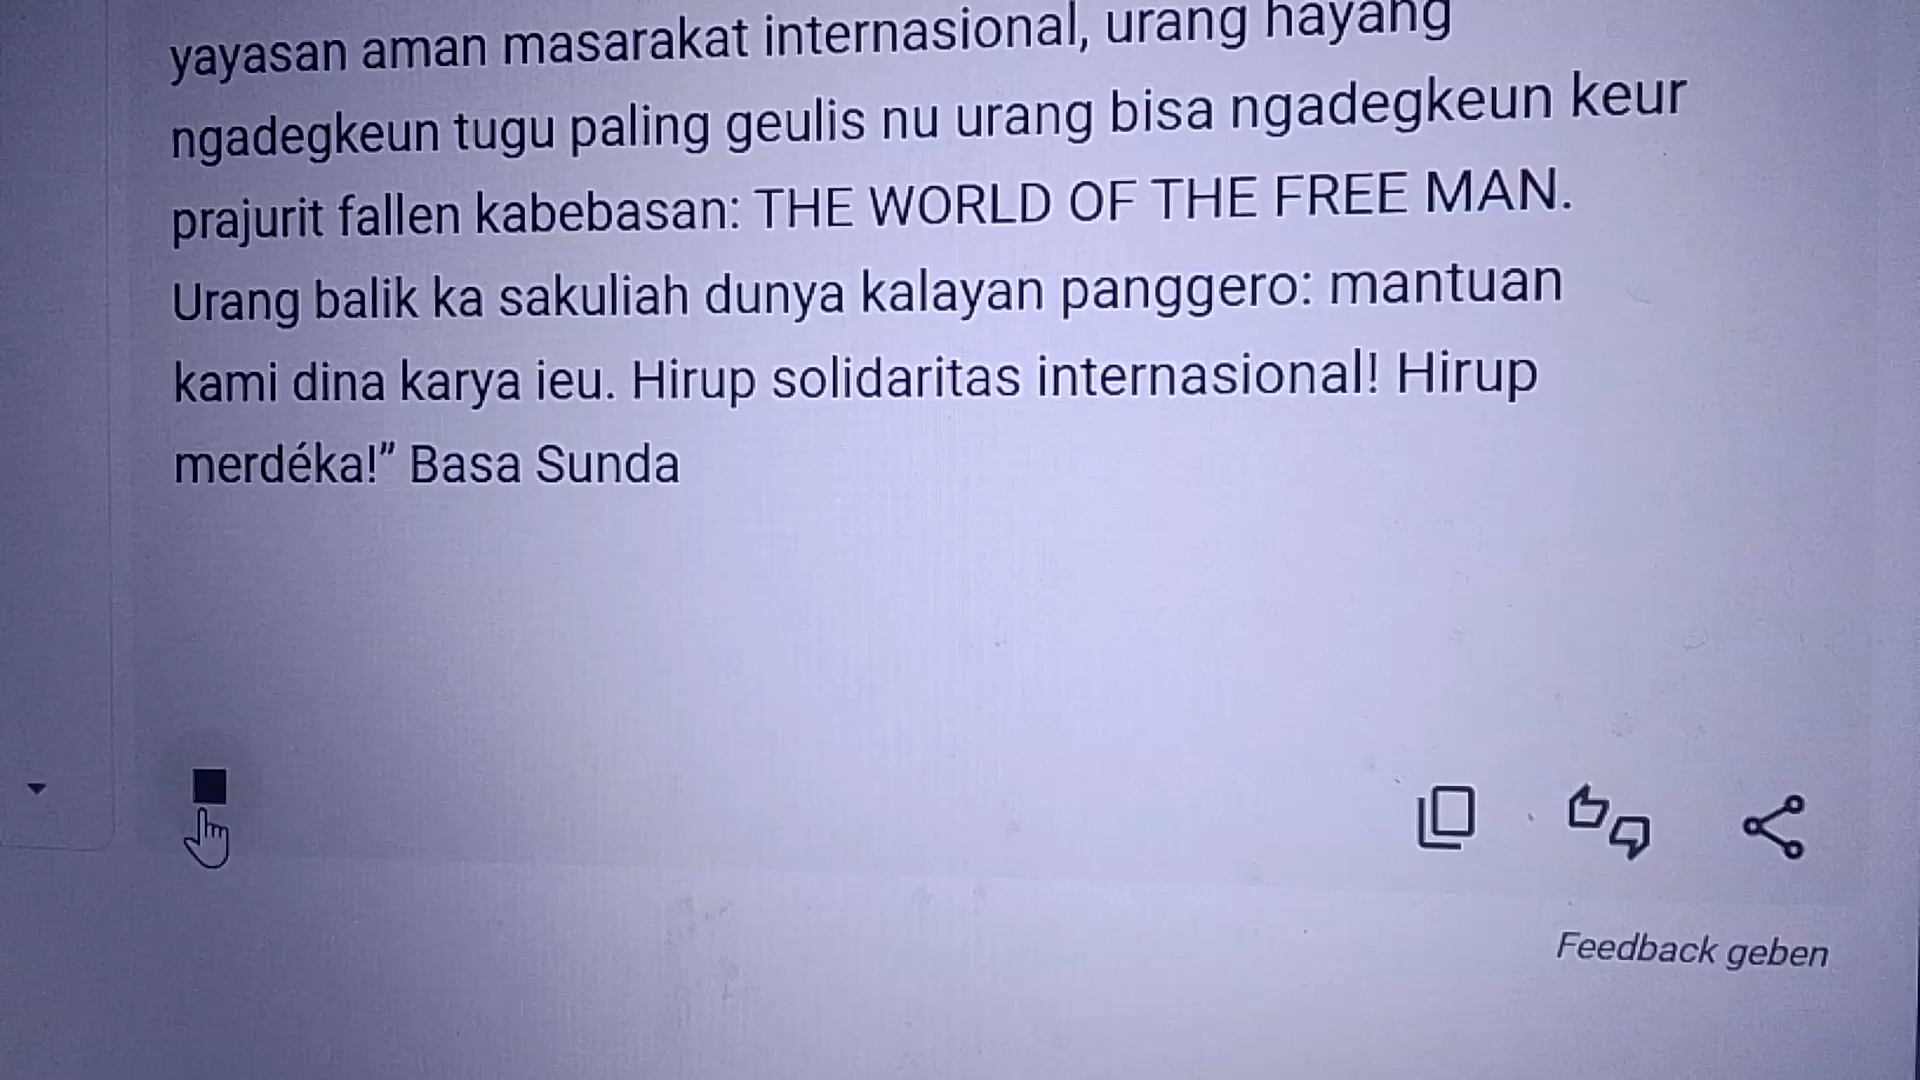 yayasan aman masarakat internasional, urang hayang
ngadegkeun tugu paling geulis nu urang bisa ngadegkeun keur
prajurit fallen kabebasan: THE WORLD OF THE FREE MAN.
Urang balik ka sakuliah dunya kalayan panggero: mantuan
kami dina karya ieu. Hirup solidaritas internasional! Hirup
merdéka!” Basa Sunda
Feedback geben